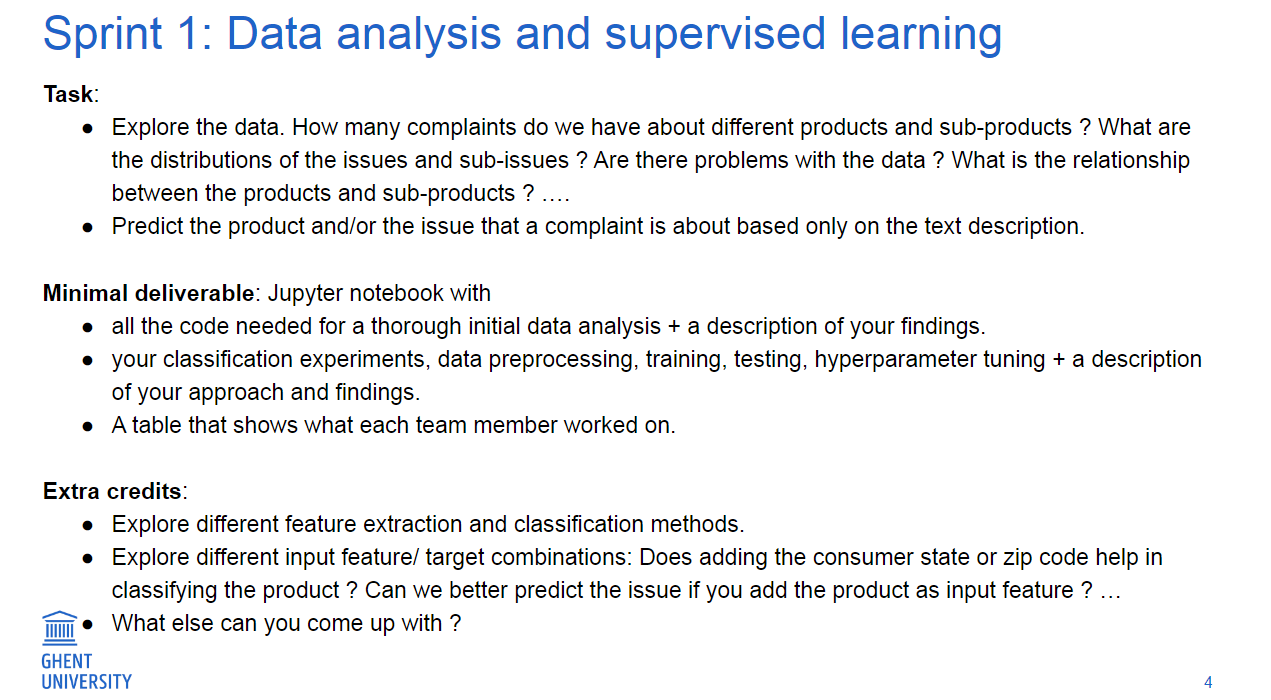 Sprint 1: Data analysis and supervised learning
Task:
● Explore the data. How many complaints do we have about different products and sub-products ? What are
the distributions of the issues and sub-issues ? Are there problems with the data ? What is the relationship
between the products and sub-products ? ….
● Predict the product and/or the issue that a complaint is about based only on the text description.
Minimal deliverable: Jupyter notebook with
● all the code needed for a thorough initial data analysis + a description of your findings.
● your classification experiments, data preprocessing, training, testing, hyperparameter tuning + a description
of your approach and findings.
● A table that shows what each team member worked on.
Extra credits:
● Explore different feature extraction and classification methods.
● Explore different input feature/ target combinations: Does adding the consumer state or zip code help in
classifying the product ? Can we better predict the issue if you add the product as input feature ? …
● What else can you come up with ?
GHENT
UNIVERSITY
4